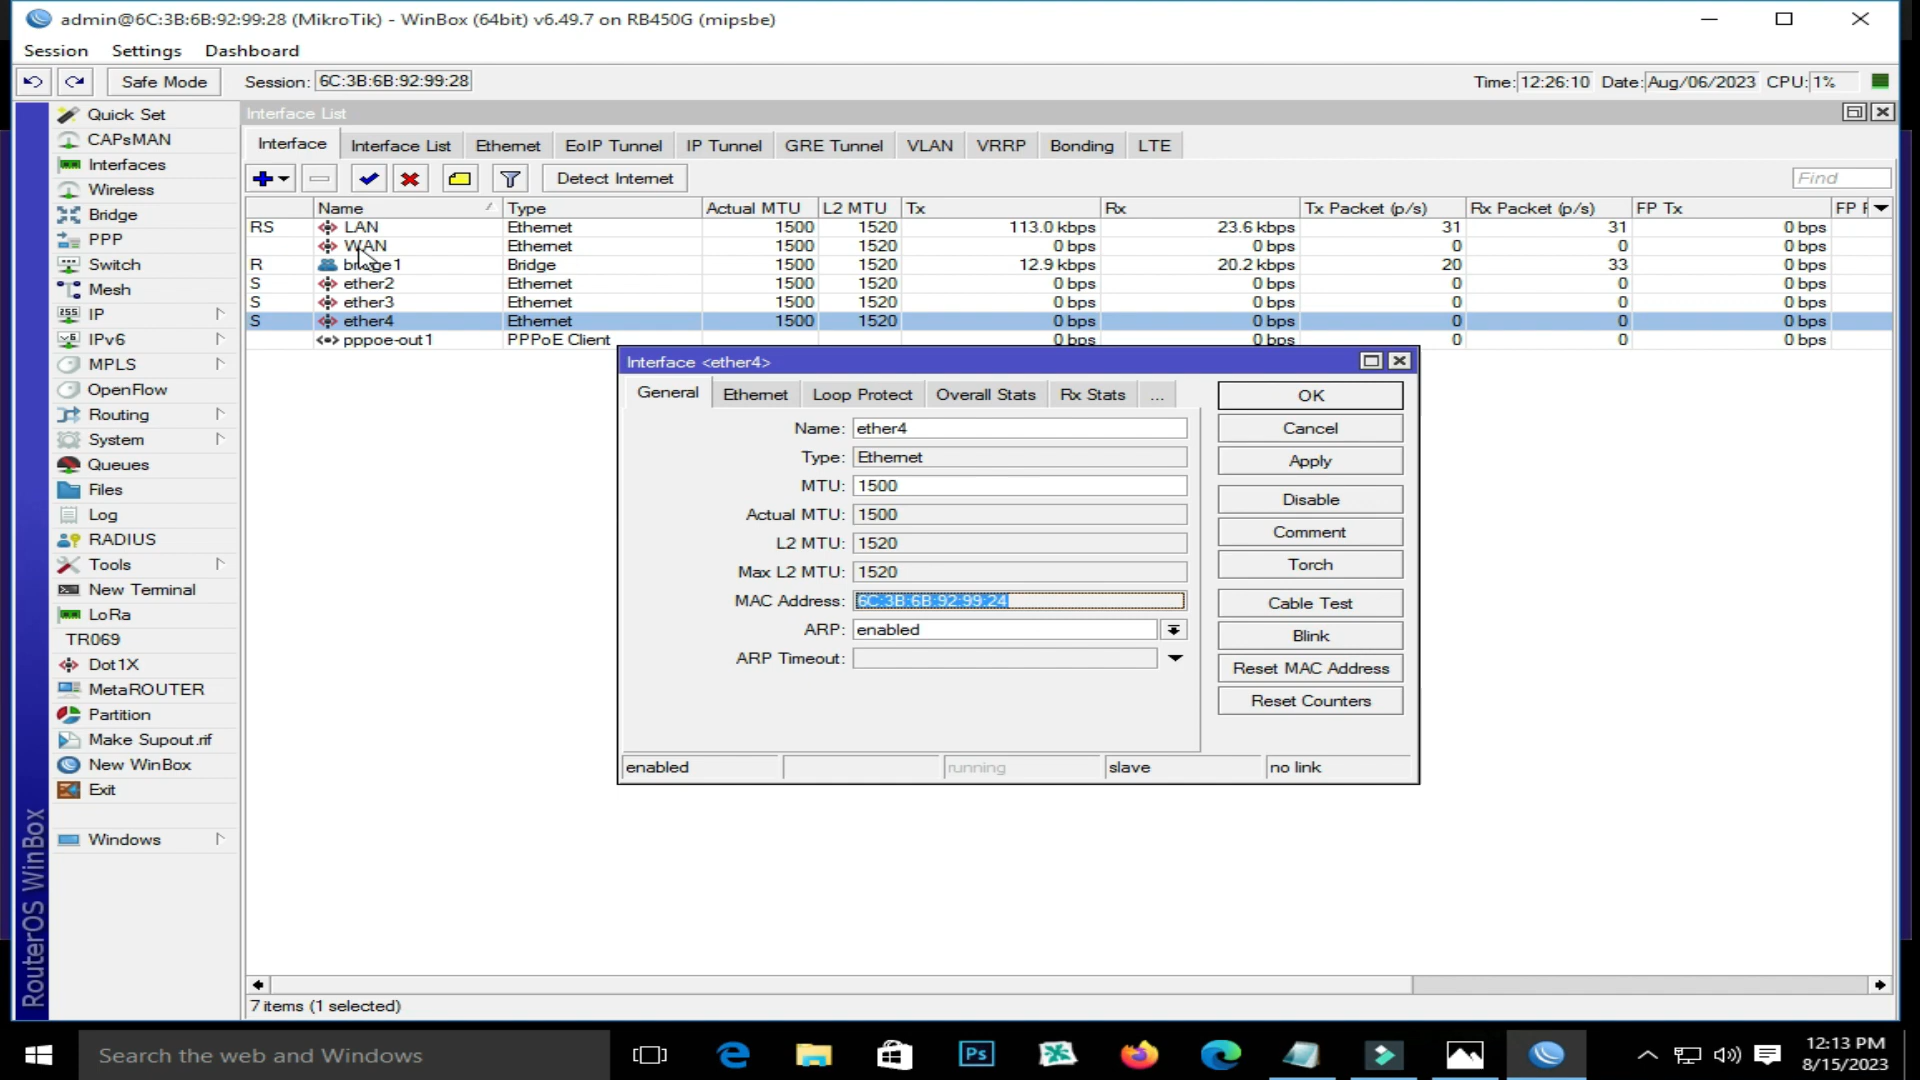 admin@6C:3B:6B:92:99:28 (MikroTik) - WinBox (64bit) v6.49.7 on RB450G (mipsbe)
Session Settings Dashboard
Safe Mode Session: 6C:3B:6B:92:99:28 Time: 12:26:10 Date: Aug/06/2023 CPU: 1%
Quick Set
CAPsMAN
Interfaces
Wireless
Bridge
PPP
Switch
Mesh
IP
IPv6
MPLS
OpenFlow
Routing
System
Queues
Files
Log
RADIUS
Tools
New Terminal
LoRa
TR069
Dot1X
MetaROUTER
Partition
Make Supout.rif
New WinBox
Exit
Windows
RouterOS WinBox
Interface List
Interface Interface List Ethernet EoIP Tunnel IP Tunnel GRE Tunnel VLAN VRRP Bonding LTE
Detect Internet Find
Name Type Actual MTU L2 MTU Tx Rx Tx Packet (p/s) Rx Packet (p/s) FP Tx FP
RS LAN Ethernet 1500 1520 113.0 kbps 23.6 kbps 31 31 0 bps
WAN Ethernet 1500 1520 0 bps 0 bps 0 0 0 bps
R bridge1 Bridge 1500 1520 12.9 kbps 20.2 kbps 20 33 0 bps
S ether2 Ethernet 1500 1520 0 bps 0 bps 0 0 0 bps
S ether3 Ethernet 1500 1520 0 bps 0 bps 0 0 0 bps
S ether4 Ethernet 1500 1520 0 bps 0 bps 0 0 0 bps
pppoe-out1 PPPoE Client 0 bps 0 bps 0 0 0 bps
Interface <ether4>
General Ethernet Loop Protect Overall Stats Rx Stats ...
Name: ether4
Type: Ethernet
MTU: 1500
Actual MTU: 1500
L2 MTU: 1520
Max L2 MTU: 1520
MAC Address: 6C:3B:6B:92:99:24
ARP: enabled
ARP Timeout:
OK
Cancel
Apply
Disable
Comment
Torch
Cable Test
Blink
Reset MAC Address
Reset Counters
enabled running slave no link
7 items (1 selected)
Search the web and Windows
Ps
12:13 PM
8/15/2023